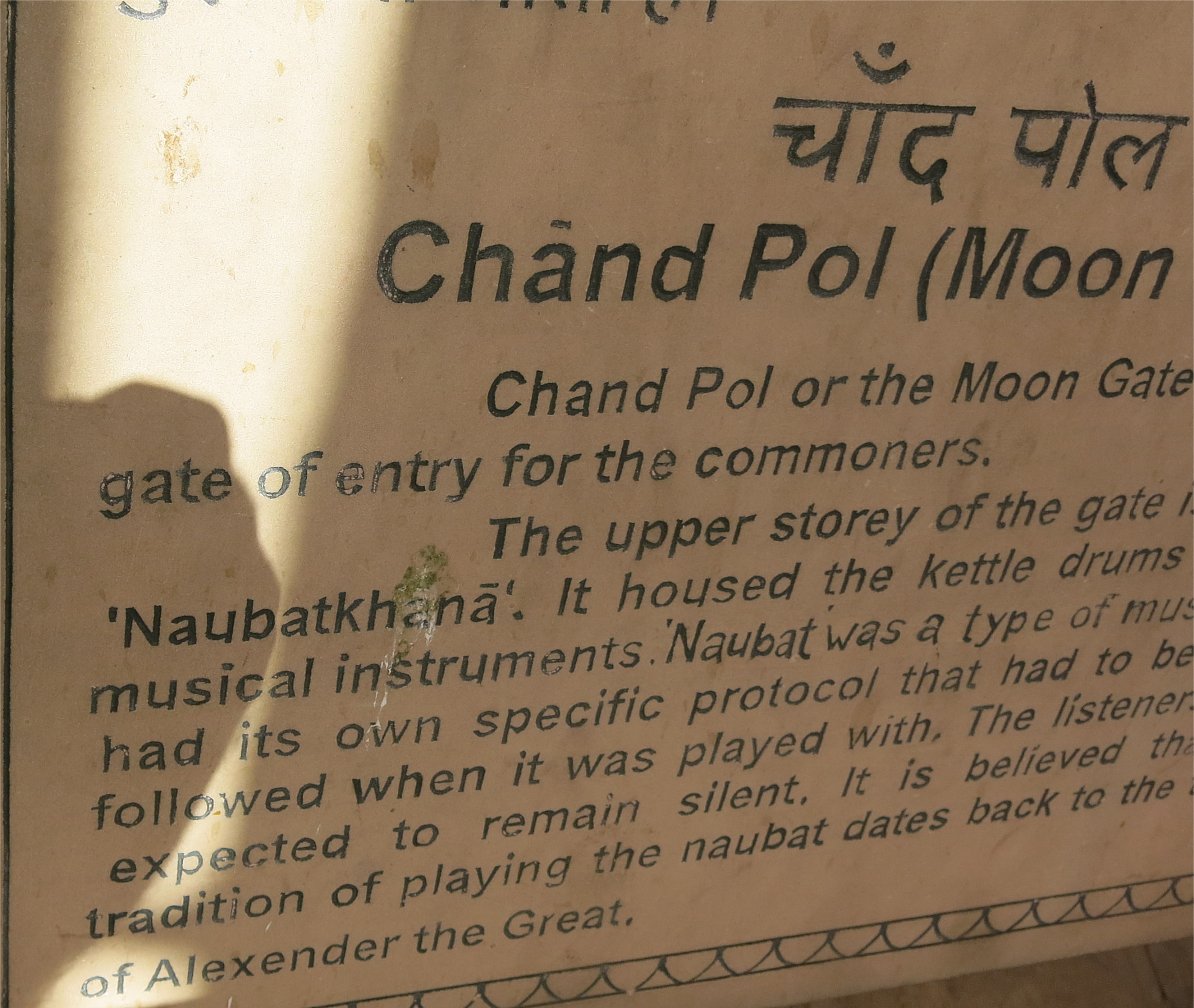 चाँद पोल
Chānd Pol (Moon
Chand Pol or the Moon Gate
gate of entry for the commoners.
The upper storey of the gate
'Naubatkhanā'. It housed the kettle drums
musical instruments. 'Naubat' was a type of
had its own specific protocol that had to be
followed when it was played with. The
expected to remain silent. It is believed
tradition of playing the naubat dates back to the
of Alexender the Great.